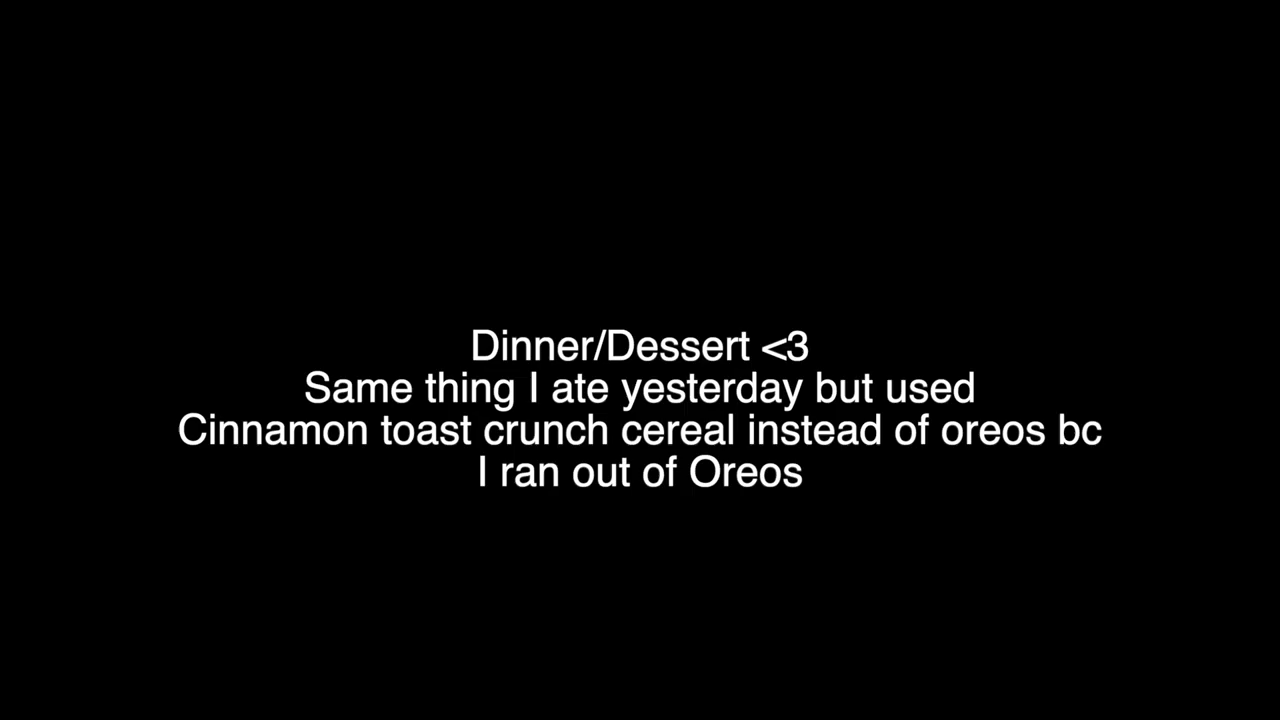 Dinner/Dessert <3
Same thing I ate yesterday but used
Cinnamon toast crunch cereal instead of oreos bc
I ran out of Oreos